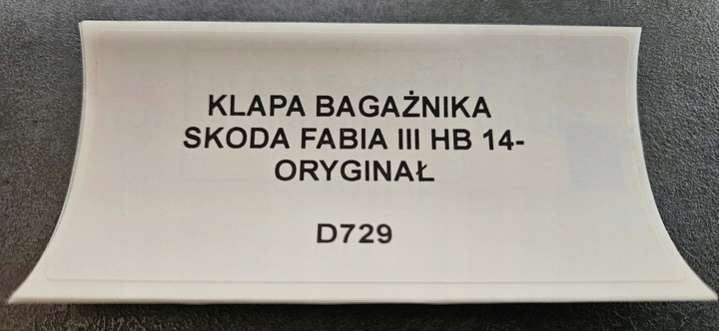 KLAPA BAGAŻNIKA
SKODA FABIA III HB 14-
ORYGINAŁ
D729